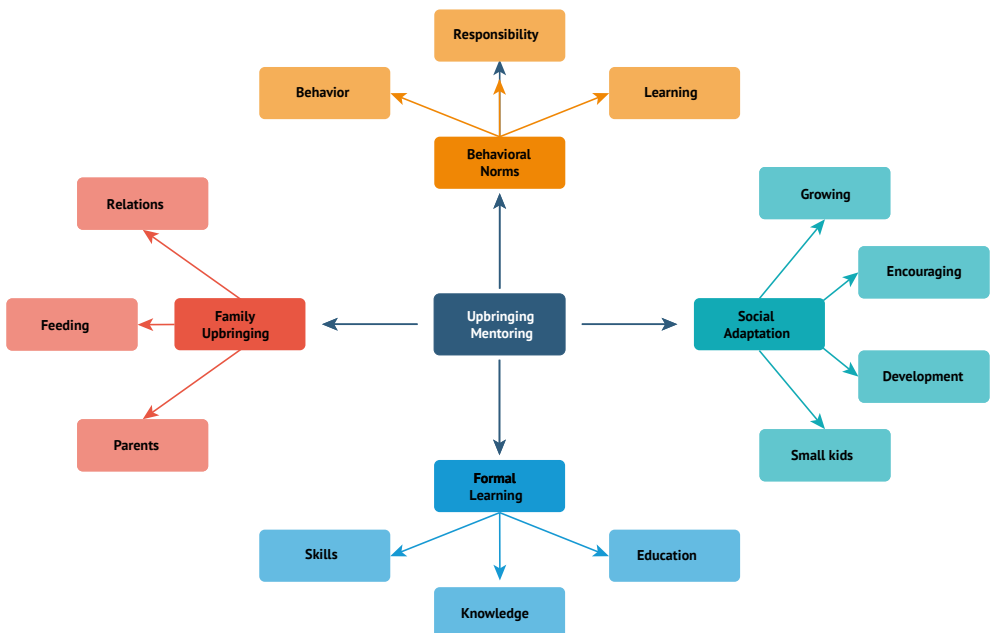 Responsibility
Behavior
Learning
Behavioral
Norms
Growing
Relations
Encouraging
Feeding
Family
Upbringing
Upbringing
Mentoring
Social
Adaptation
Development
Parents
Small kids
Formal
Learning
Skills
Education
Knowledge